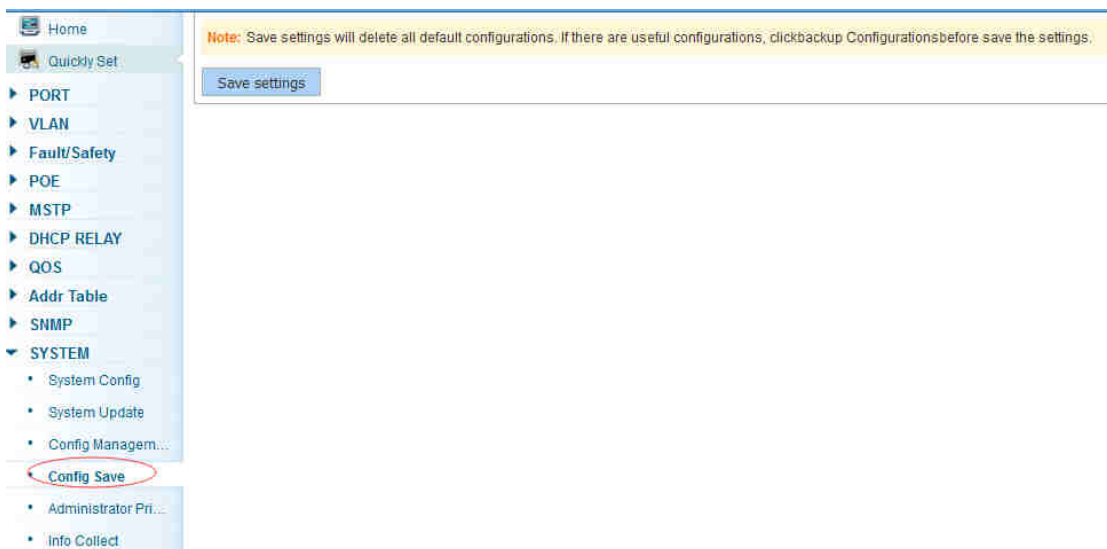 Home
Quickly Set
PORT
VLAN
Fault/Safety
POE
MSTP
DHCP RELAY
QOS
Addr Table
SNMP
SYSTEM
System Config
System Update
Config Managem...
Config Save
Administrator Pri...
Info Collect
Note: Save settings will delete all default configurations. If there are useful configurations, clickbackup Configurationsbefore save the settings.
Save settings